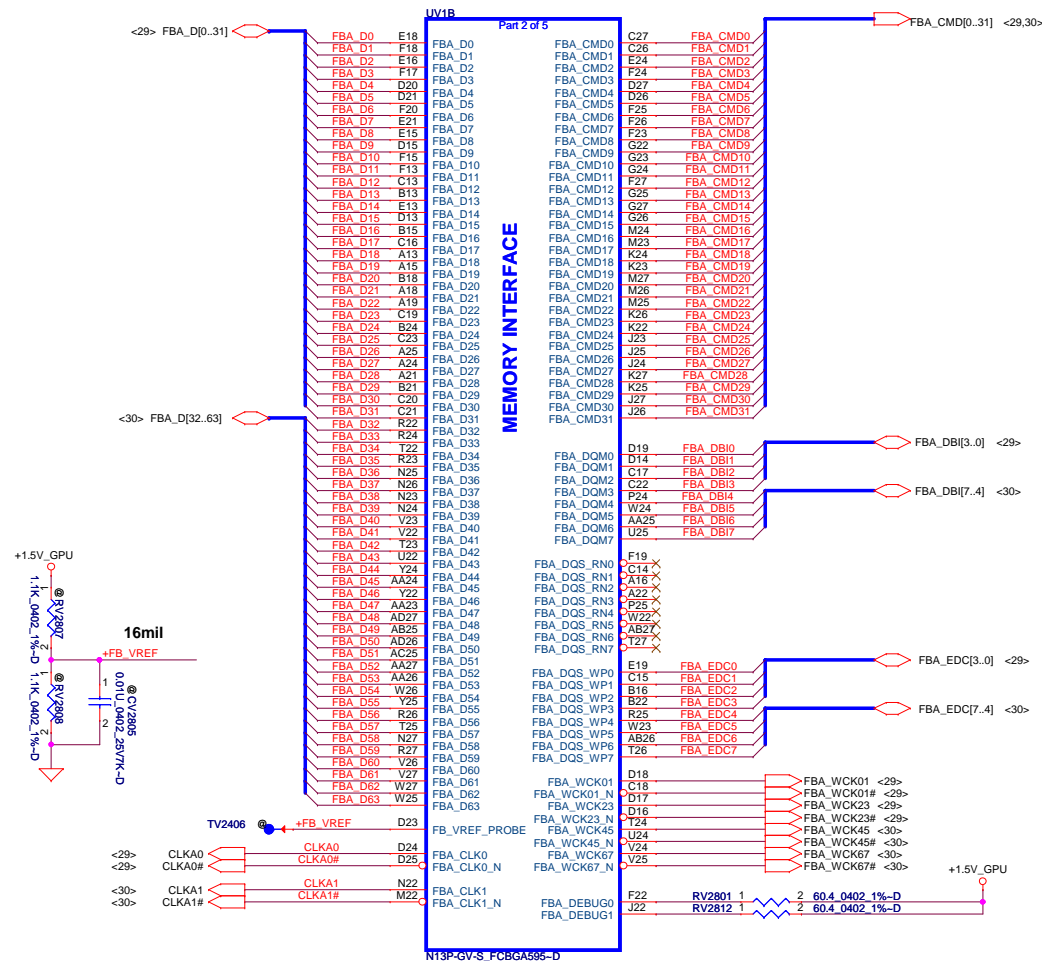 UV1B
Part 2 of 5
MEMORY INTERFACE
<29> FBA_D[0..31]
FBA_D0 E18 FBA_D0
FBA_D1 F18 FBA_D1
FBA_D2 E16 FBA_D2
FBA_D3 F17 FBA_D3
FBA_D4 D20 FBA_D4
FBA_D5 D21 FBA_D5
FBA_D6 F20 FBA_D6
FBA_D7 E21 FBA_D7
FBA_D8 E15 FBA_D8
FBA_D9 D15 FBA_D9
FBA_D10 F15 FBA_D10
FBA_D11 F13 FBA_D11
FBA_D12 C13 FBA_D12
FBA_D13 B13 FBA_D13
FBA_D14 E13 FBA_D14
FBA_D15 D13 FBA_D15
FBA_D16 B15 FBA_D16
FBA_D17 C16 FBA_D17
FBA_D18 A13 FBA_D18
FBA_D19 A15 FBA_D19
FBA_D20 B18 FBA_D20
FBA_D21 A18 FBA_D21
FBA_D22 A19 FBA_D22
FBA_D23 C19 FBA_D23
FBA_D24 B24 FBA_D24
FBA_D25 C23 FBA_D25
FBA_D26 A25 FBA_D26
FBA_D27 A24 FBA_D27
FBA_D28 A21 FBA_D28
FBA_D29 B21 FBA_D29
FBA_D30 C20 FBA_D30
FBA_D31 C21 FBA_D31
<30> FBA_D[32..63]
FBA_D32 R22 FBA_D32
FBA_D33 R24 FBA_D33
FBA_D34 T22 FBA_D34
FBA_D35 R23 FBA_D35
FBA_D36 N25 FBA_D36
FBA_D37 N26 FBA_D37
FBA_D38 N23 FBA_D38
FBA_D39 N24 FBA_D39
FBA_D40 V23 FBA_D40
FBA_D41 V22 FBA_D41
FBA_D42 T23 FBA_D42
FBA_D43 U22 FBA_D43
FBA_D44 Y24 FBA_D44
FBA_D45 AA24 FBA_D45
FBA_D46 Y22 FBA_D46
FBA_D47 AA23 FBA_D47
FBA_D48 AD27 FBA_D48
FBA_D49 AB25 FBA_D49
FBA_D50 AD26 FBA_D50
FBA_D51 AC25 FBA_D51
FBA_D52 AA27 FBA_D52
FBA_D53 AA26 FBA_D53
FBA_D54 W26 FBA_D54
FBA_D55 Y25 FBA_D55
FBA_D56 R26 FBA_D56
FBA_D57 T25 FBA_D57
FBA_D58 N27 FBA_D58
FBA_D59 R27 FBA_D59
FBA_D60 V26 FBA_D60
FBA_D61 V27 FBA_D61
FBA_D62 W27 FBA_D62
FBA_D63 W25 FBA_D63
TV2406 @ +FB_VREF D23 FB_VREF_PROBE
<29> CLKA0 CLKA0 D24 FBA_CLK0
<29> CLKA0# CLKA0# D25 FBA_CLK0_N
<30> CLKA1 CLKA1 N22 FBA_CLK1
<30> CLKA1# CLKA1# M22 FBA_CLK1_N
+1.5V_GPU
1 2
@ RV2807
1.1K_0402_1%~D
16mil
+FB_VREF
1 2
@ RV2808
1.1K_0402_1%~D
1 2
@ CV2806
0.01U_0402_25V7K~D
FBA_CMD[0..31] <29,30>
FBA_CMD0 C27 FBA_CMD0
FBA_CMD1 C26 FBA_CMD1
FBA_CMD2 E24 FBA_CMD2
FBA_CMD3 F24 FBA_CMD3
FBA_CMD4 D27 FBA_CMD4
FBA_CMD5 D26 FBA_CMD5
FBA_CMD6 F25 FBA_CMD6
FBA_CMD7 F26 FBA_CMD7
FBA_CMD8 F23 FBA_CMD8
FBA_CMD9 G22 FBA_CMD9
FBA_CMD10 G23 FBA_CMD10
FBA_CMD11 G24 FBA_CMD11
FBA_CMD12 F27 FBA_CMD12
FBA_CMD13 G25 FBA_CMD13
FBA_CMD14 G27 FBA_CMD14
FBA_CMD15 G26 FBA_CMD15
FBA_CMD16 M24 FBA_CMD16
FBA_CMD17 M23 FBA_CMD17
FBA_CMD18 K24 FBA_CMD18
FBA_CMD19 K23 FBA_CMD19
FBA_CMD20 M27 FBA_CMD20
FBA_CMD21 M26 FBA_CMD21
FBA_CMD22 M25 FBA_CMD22
FBA_CMD23 K26 FBA_CMD23
FBA_CMD24 K22 FBA_CMD24
FBA_CMD25 J23 FBA_CMD25
FBA_CMD26 J25 FBA_CMD26
FBA_CMD27 J24 FBA_CMD27
FBA_CMD28 K27 FBA_CMD28
FBA_CMD29 K25 FBA_CMD29
FBA_CMD30 J27 FBA_CMD30
FBA_CMD31 J26 FBA_CMD31
FBA_DBI[3..0] <29>
FBA_DQM0 D19 FBA_DBI0
FBA_DQM1 D14 FBA_DBI1
FBA_DQM2 C17 FBA_DBI2
FBA_DQM3 C22 FBA_DBI3
FBA_DBI[7..4] <30>
FBA_DQM4 P24 FBA_DBI4
FBA_DQM5 W24 FBA_DBI5
FBA_DQM6 AA25 FBA_DBI6
FBA_DQM7 U25 FBA_DBI7
FBA_DQS_RN0 F19
FBA_DQS_RN1 C14
FBA_DQS_RN2 A16
FBA_DQS_RN3 A22
FBA_DQS_RN4 P25
FBA_DQS_RN5 W22
FBA_DQS_RN6 AB27
FBA_DQS_RN7 T27
FBA_EDC[3..0] <29>
FBA_DQS_WP0 E19 FBA_EDC0
FBA_DQS_WP1 C15 FBA_EDC1
FBA_DQS_WP2 B16 FBA_EDC2
FBA_DQS_WP3 B22 FBA_EDC3
FBA_EDC[7..4] <30>
FBA_DQS_WP4 R25 FBA_EDC4
FBA_DQS_WP5 W23 FBA_EDC5
FBA_DQS_WP6 AB26 FBA_EDC6
FBA_DQS_WP7 T26 FBA_EDC7
FBA_WCK01 D18 FBA_WCK01 <29>
FBA_WCK01_N C18 FBA_WCK01# <29>
FBA_WCK23 D17 FBA_WCK23 <29>
FBA_WCK23_N D16 FBA_WCK23# <29>
FBA_WCK45 T24 FBA_WCK45 <30>
FBA_WCK45_N U24 FBA_WCK45# <30>
FBA_WCK67 V24 FBA_WCK67 <30>
FBA_WCK67_N V25 FBA_WCK67# <30>
+1.5V_GPU
FBA_DEBUG0 F22 RV2801 1 2 60.4_0402_1%~D
FBA_DEBUG1 J22 RV2812 1 2 60.4_0402_1%~D
N13P-GV-S_FCBGA595~D